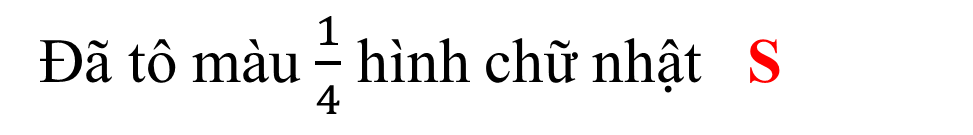 Đã tô màu 1/4 hình chữ nhật S